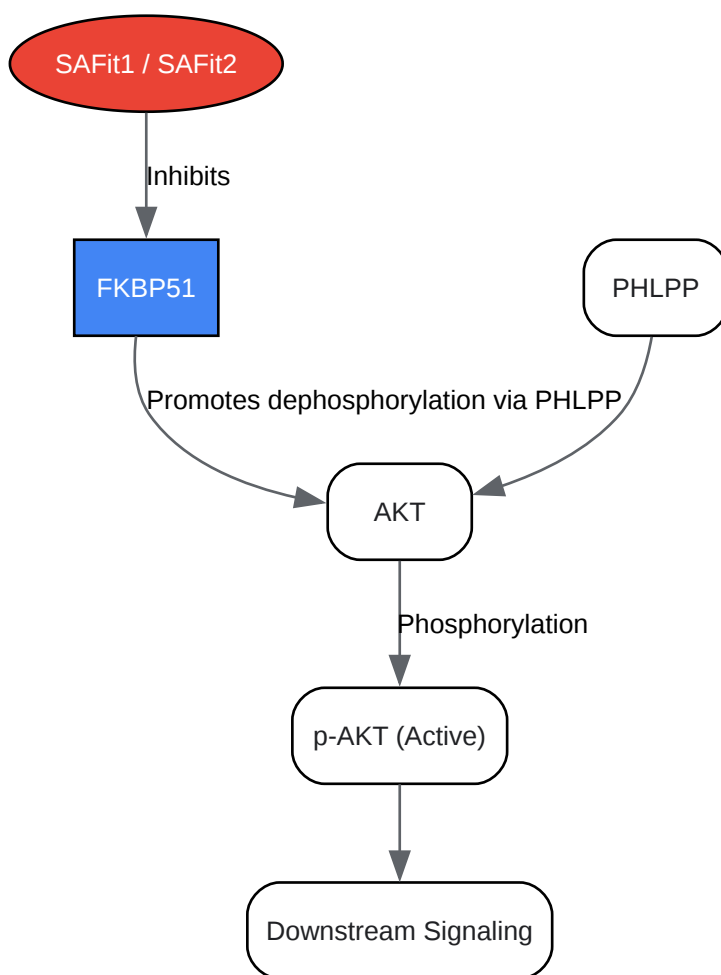 SAFit1 / SAFit2
Inhibits
FKBP51
PHLPP
Promotes dephosphorylation via PHLPP
AKT
Phosphorylation
p-AKT (Active)
Downstream Signaling